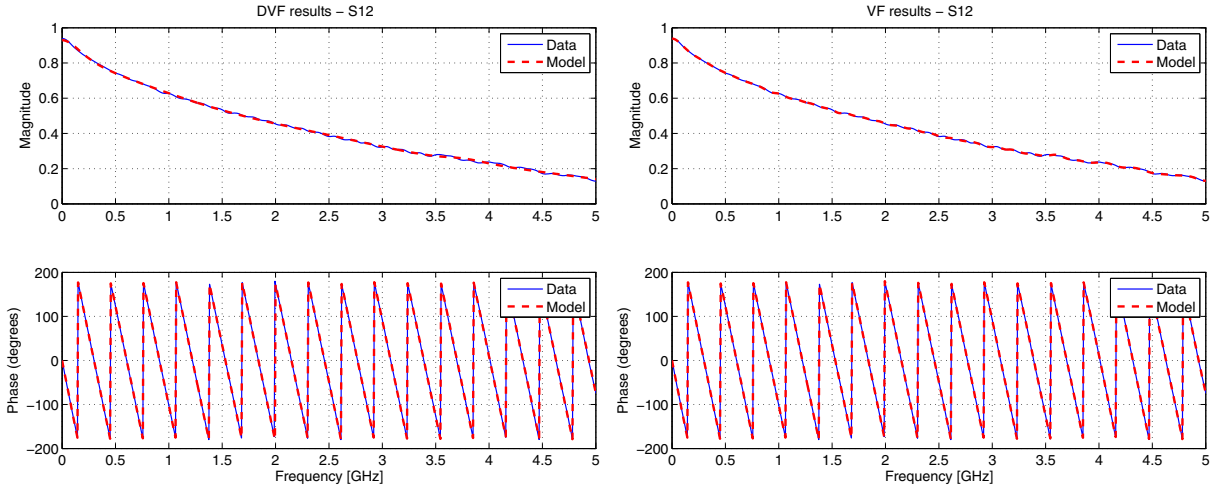 DVF results – S12
Magnitude
1
0.8
0.6
0.4
0.2
0
Data
Model
0 0.5 1 1.5 2 2.5 3 3.5 4 4.5 5
Phase (degrees)
200
100
0
−100
−200
Data
Model
0 0.5 1 1.5 2 2.5 3 3.5 4 4.5 5
Frequency [GHz]
VF results – S12
Magnitude
1
0.8
0.6
0.4
0.2
0
Data
Model
0 0.5 1 1.5 2 2.5 3 3.5 4 4.5 5
Phase (degrees)
200
100
0
−100
−200
Data
Model
0 0.5 1 1.5 2 2.5 3 3.5 4 4.5 5
Frequency [GHz]